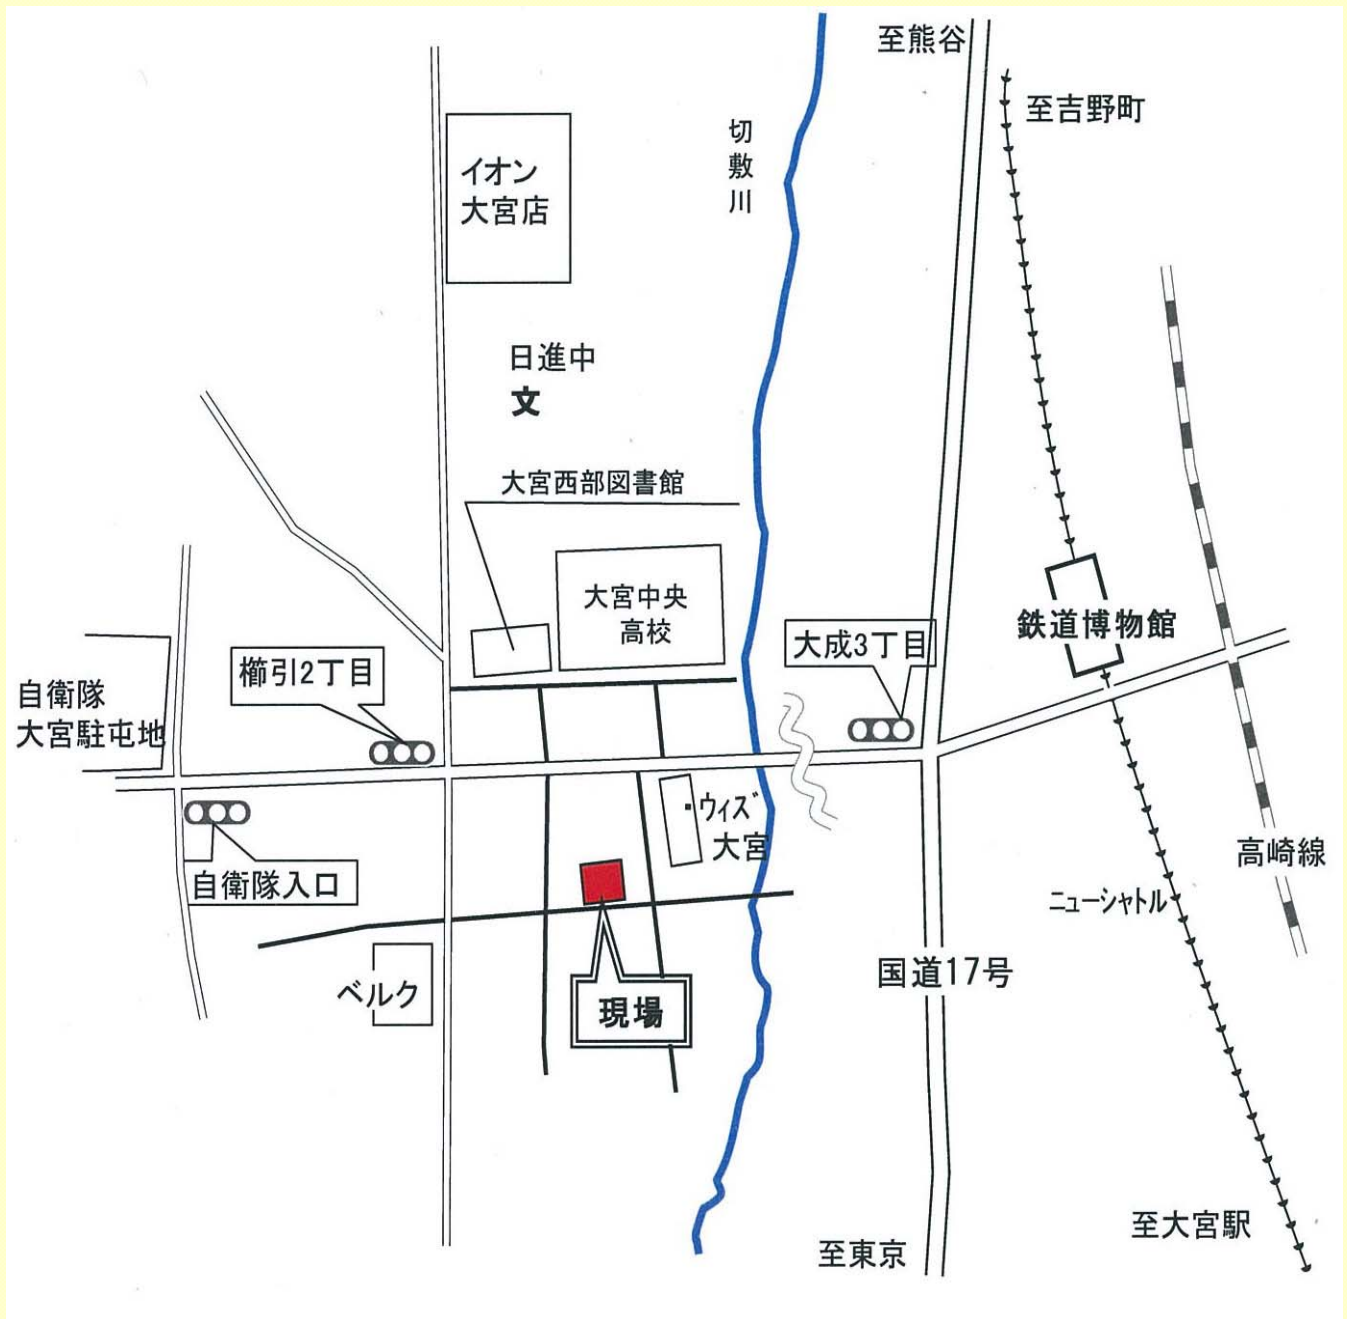 至熊谷
至吉野町
切敷川
イオン
大宮店
日進中
文
大宮西部図書館
大宮中央
高校
大成3丁目
鉄道博物館
櫛引2丁目
自衛隊
大宮駐屯地
ウィズ
大宮
自衛隊入口
高崎線
ニューシャトル
国道17号
ベルク
現場
至大宮駅
至東京